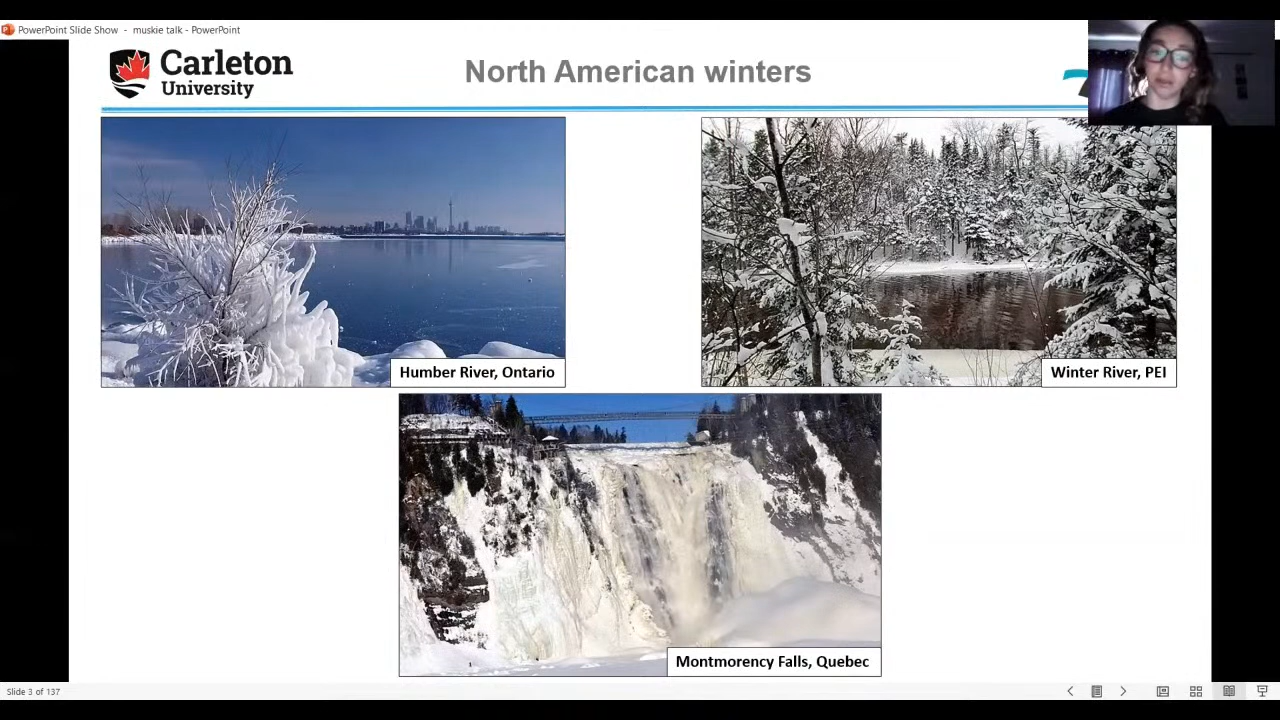 PowerPoint Slide Show - muskie talk - PowerPoint
Carleton
University
North American winters
Humber River, Ontario
Winter River, PEI
Montmorency Falls, Quebec
Slide 3 of 137